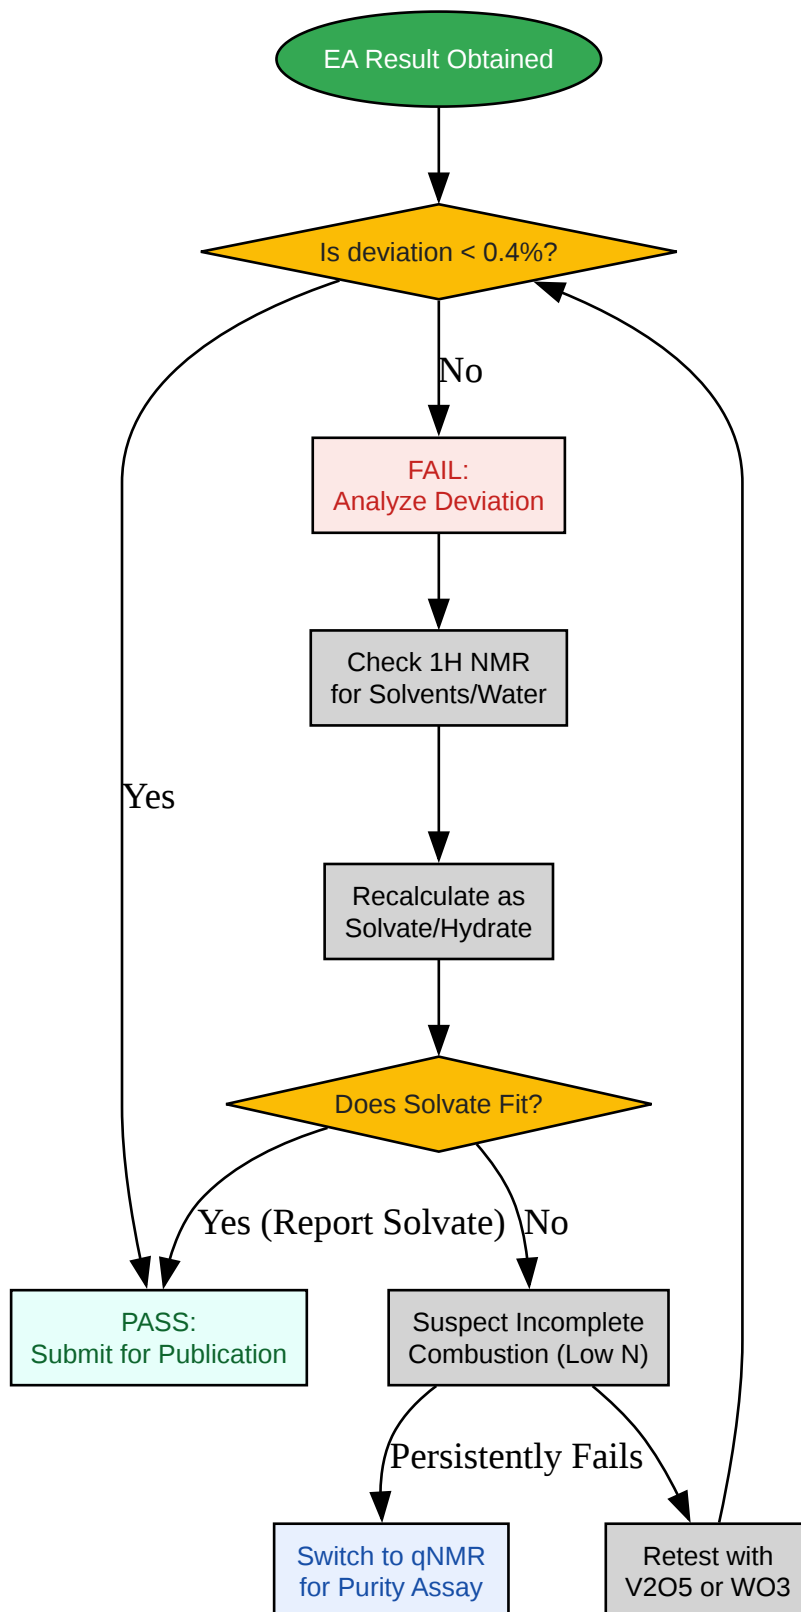 EA Result Obtained
Is deviation < 0.4%?
No
FAIL:
Analyze Deviation
Check 1H NMR
for Solvents/Water
Yes
Recalculate as
Solvate/Hydrate
Does Solvate Fit?
Yes (Report Solvate)
No
PASS:
Submit for Publication
Suspect Incomplete
Combustion (Low N)
Persistently Fails
Switch to qNMR
for Purity Assay
Retest with
V2O5 or WO3